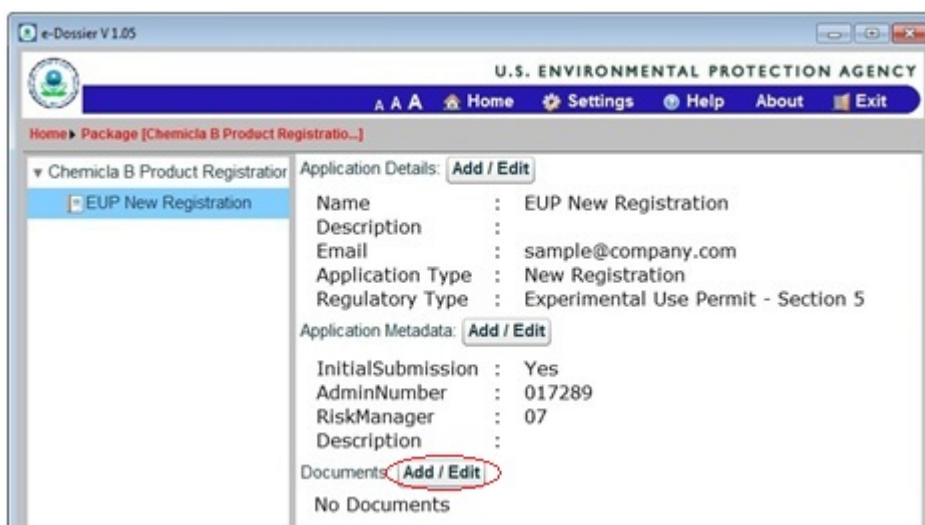 e-Dossier V 1.05
U.S. ENVIRONMENTAL PROTECTION AGENCY
A A A Home Settings Help About Exit
Home Package [Chemicla B Product Registratio...]
Chemicla B Product Registration
EUP New Registration
Application Details: Add / Edit
Name : EUP New Registration
Description :
Email : sample@company.com
Application Type : New Registration
Regulatory Type : Experimental Use Permit - Section 5
Application Metadata: Add / Edit
InitialSubmission : Yes
AdminNumber : 017289
RiskManager : 07
Description :
Documents Add / Edit
No Documents